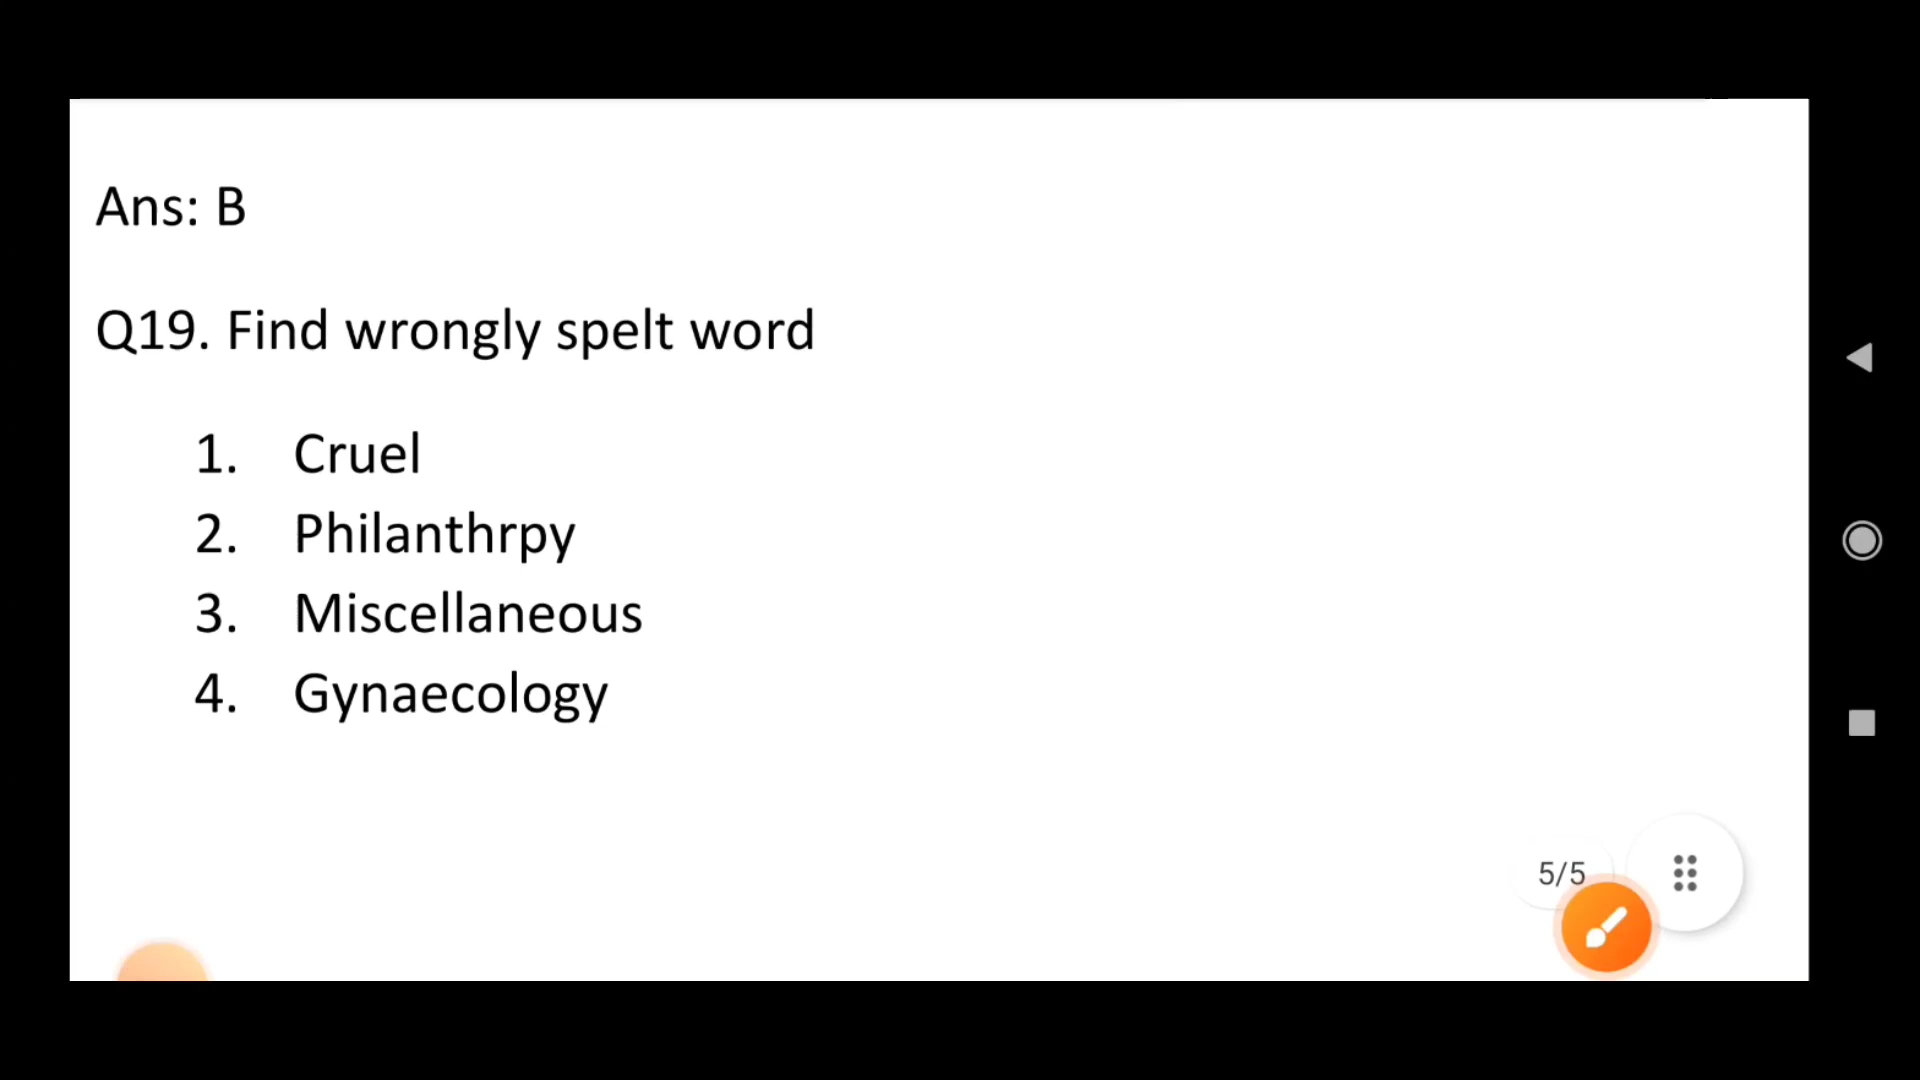 Ans: B
Q19. Find wrongly spelt word
1. Cruel
2. Philanthrpy
3. Miscellaneous
4. Gynaecology
5/5